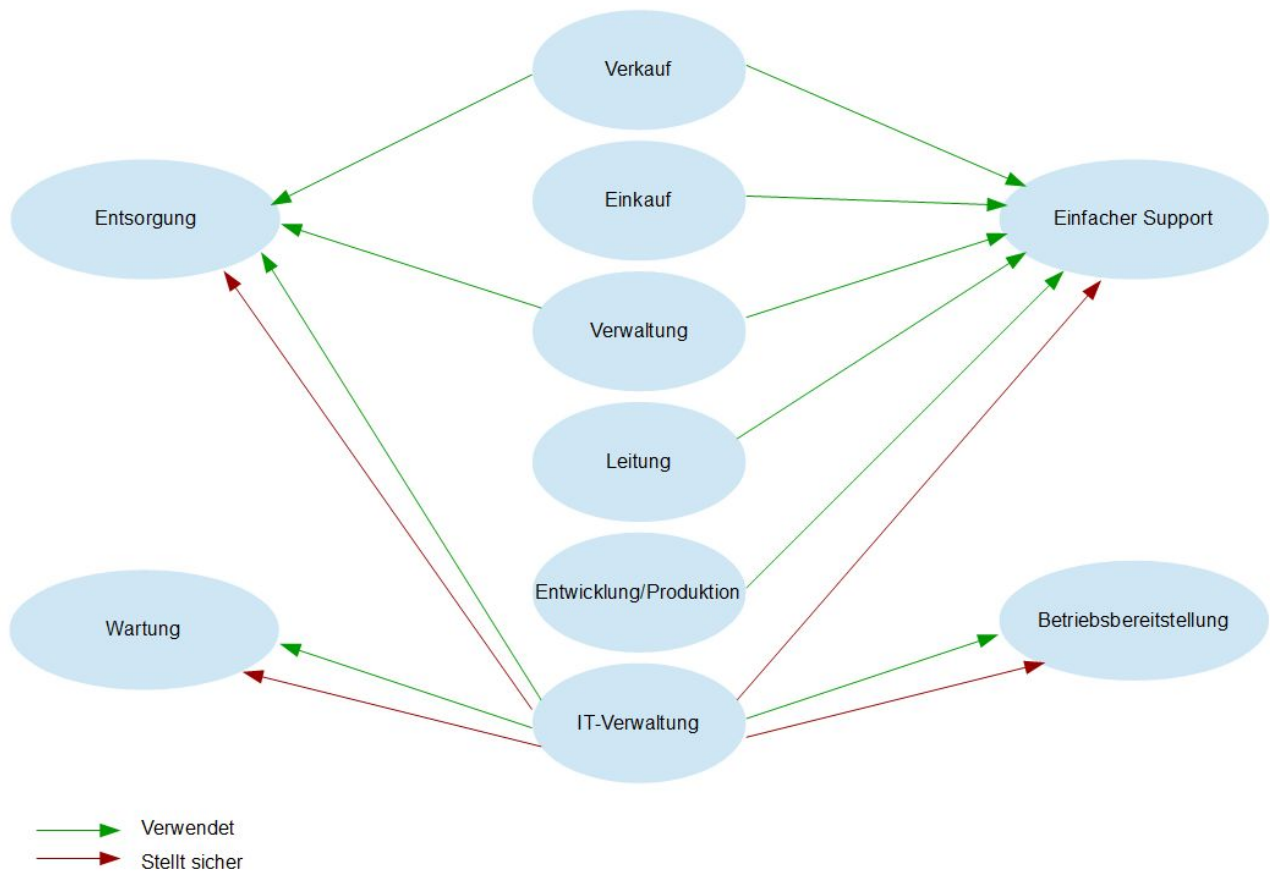 Verkauf
Einkauf
Entsorgung
Einfacher Support
Verwaltung
Leitung
Entwicklung/Produktion
Wartung
Betriebsbereitstellung
IT-Verwaltung
Verwendet
Stellt sicher